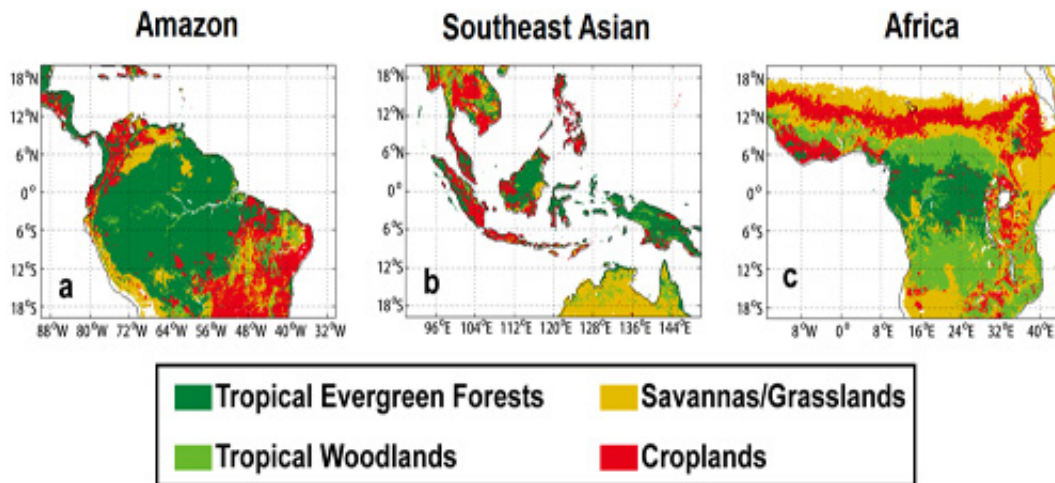 Amazon
Southeast Asian
Africa
18°N
12°N
6°N
0°
6°S
12°S
18°S
a
88°W 80°W 72°W 64°W 56°W 48°W 40°W 32°W
18°N
12°N
6°N
0°
6°S
12°S
18°S
b
96°E 104°E 112°E 120°E 128°E 136°E 144°E
18°N
12°N
6°N
0°
6°S
12°S
18°S
c
8°W 0° 8°E 16°E 24°E 32°E 40°E
Tropical Evergreen Forests
Savannas/Grasslands
Tropical Woodlands
Croplands